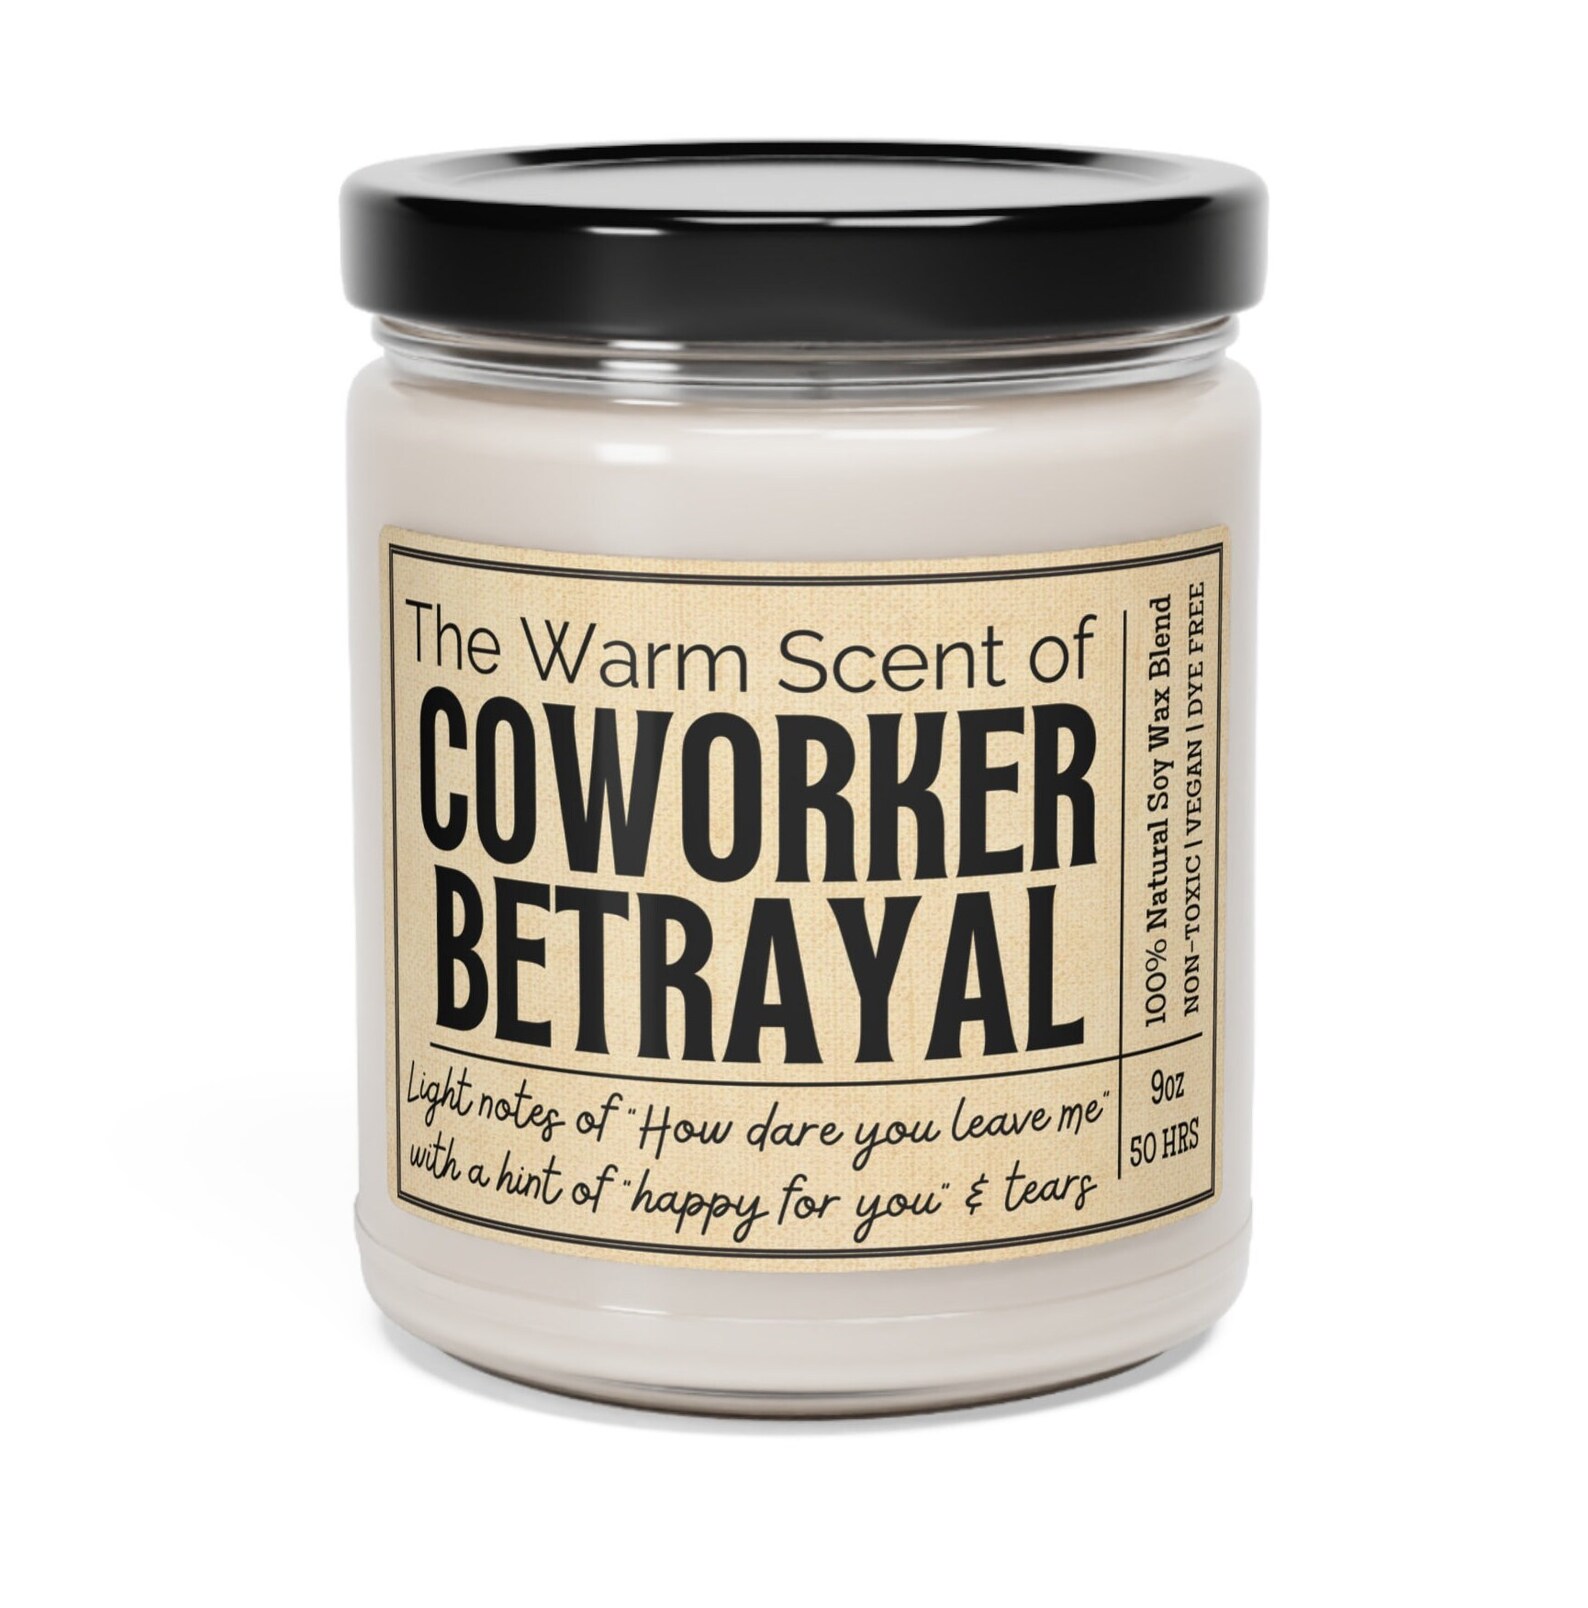 The Warm Scent of
COWORKER
BETRAYAL
Light notes of "How dare you leave me"
with a hint of "happy for you" & tears
100% Natural Soy Wax Blend
NON-TOXIC | VEGAN | DYE FREE
9oz
50 HRS